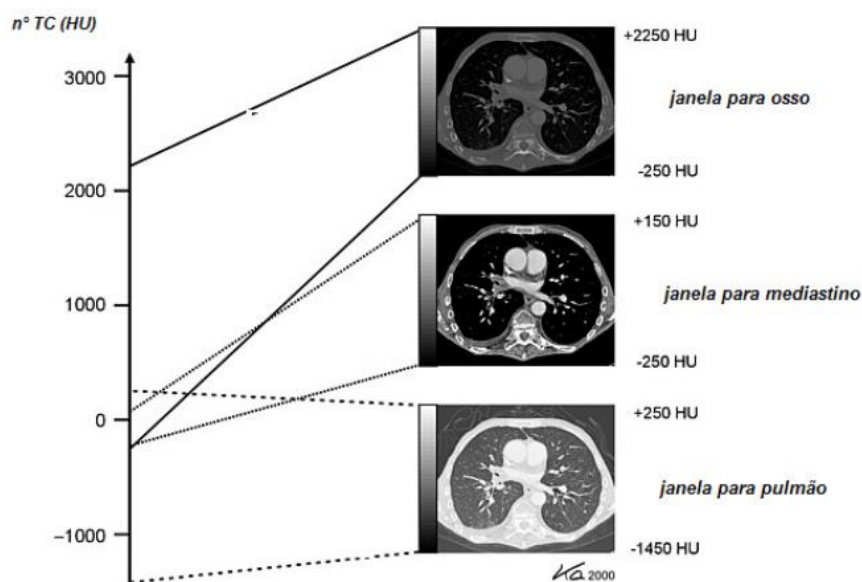 n° TC (HU)
3000
2000
1000
0
–1000
+2250 HU
janela para osso
-250 HU
+150 HU
janela para mediastino
-250 HU
+250 HU
janela para pulmão
-1450 HU
Ka 2000